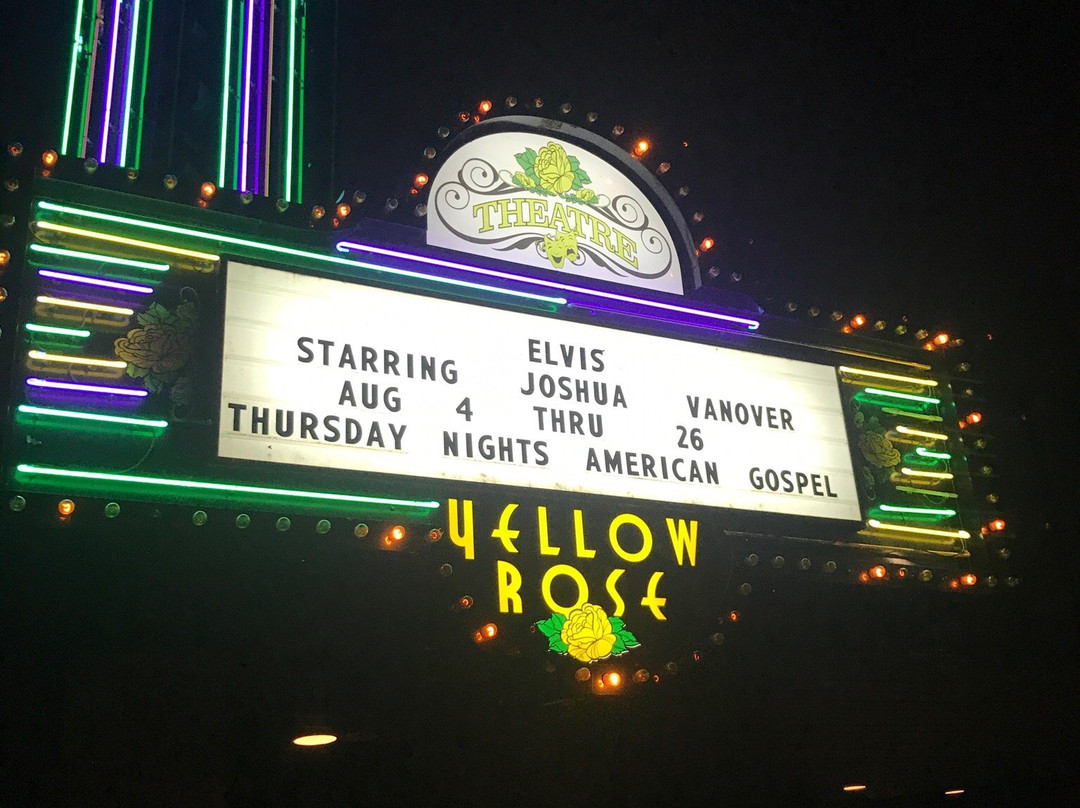 THEATRE
ELVIS
STARRING JOSHUA VANOVER
AUG 4 THRU 26
THURSDAY NIGHTS AMERICAN GOSPEL
YELLOW
ROSE